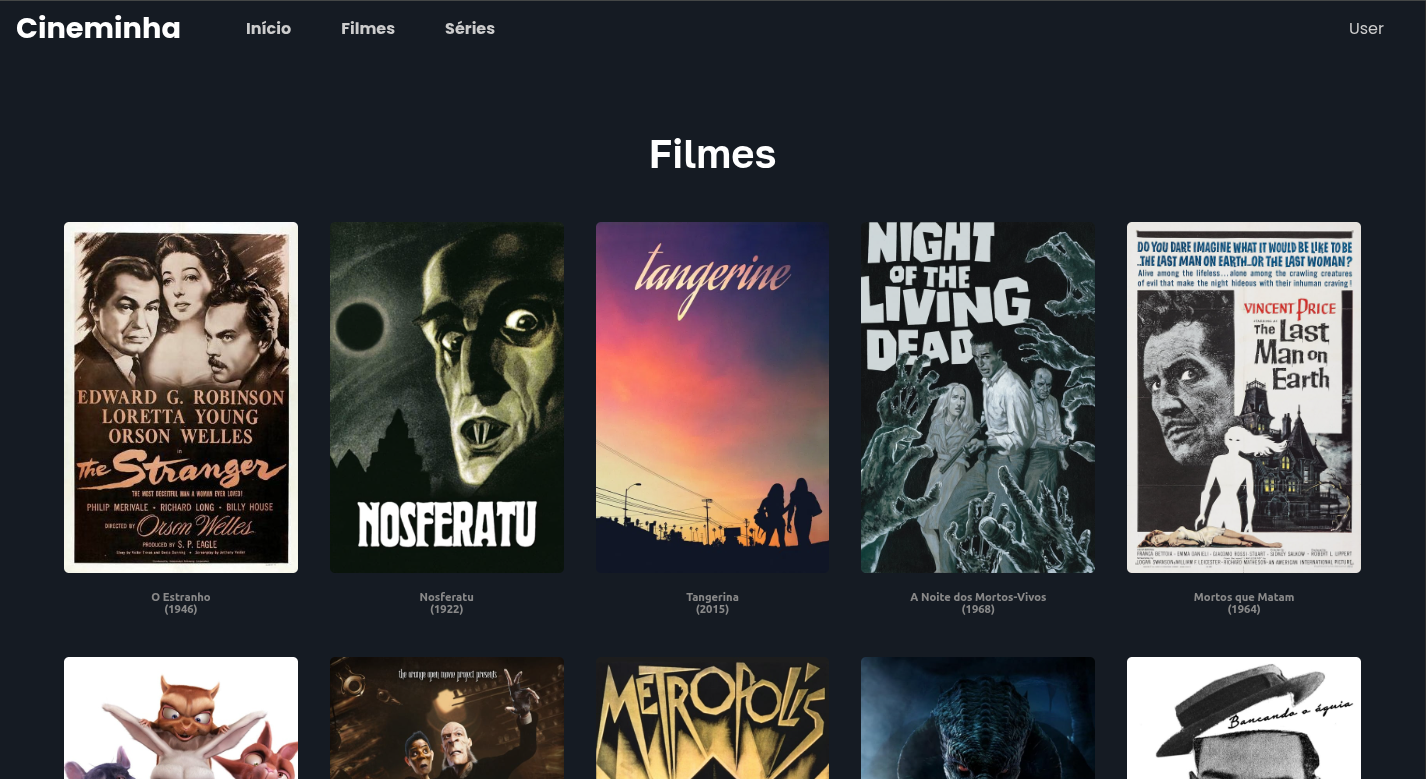 Cineminha
Início
Filmes
Séries
User
Filmes
EDWARD G. ROBINSON
LORETTA YOUNG
ORSON WELLES
in
The Stranger
THE MOST DECEITFUL MAN A WOMAN EVER LOVED!
PHILIP MERIVALE • RICHARD LONG • BILLY HOUSE
DIRECTED BY Orson Welles
PRODUCED BY S. P. EAGLE
NOSFERATU
tangerine
NIGHT
OF THE
LIVING
DEAD
DO YOU DARE IMAGINE WHAT IT WOULD BE LIKE TO BE
..THE LAST MAN ON EARTH..OR THE LAST WOMAN?
Alive among the lifeless...alone among the crawling creatures
of evil that make the night hideous with their inhuman craving!
VINCENT PRICE
The Last
Man on
Earth
O Estranho
(1946)
Nosferatu
(1922)
Tangerina
(2015)
A Noite dos Mortos-Vivos
(1968)
Mortos que Matam
(1964)
the orange open movie project presents
METROPOLIS
Bancando o águia